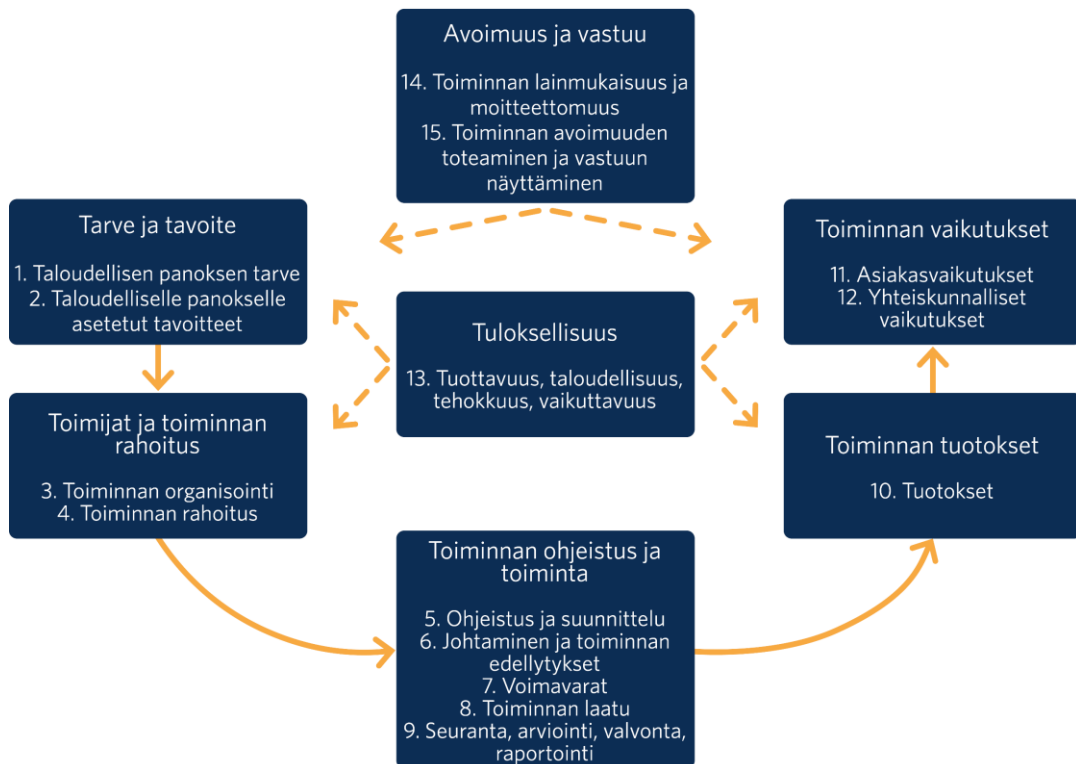 Avoimuus ja vastuu
14. Toiminnan lainmukaisuus ja
moitteettomuus
15. Toiminnan avoimuuden
toteaminen ja vastuun
näyttäminen
Tarve ja tavoite
1. Taloudellisen panoksen tarve
2. Taloudelliselle panokselle
asetetut tavoitteet
Tuloksellisuus
13. Tuottavuus, taloudellisuus,
tehokkuus, vaikuttavuus
Toiminnan vaikutukset
11. Asiakasvaikutukset
12. Yhteiskunnalliset
vaikutukset
Toimijat ja toiminnan
rahoitus
3. Toiminnan organisointi
4. Toiminnan rahoitus
Toiminnan tuotokset
10. Tuotokset
Toiminnan ohjeistus ja
toiminta
5. Ohjeistus ja suunnittelu
6. Johtaminen ja toiminnan
edellytykset
7. Voimavarat
8. Toiminnan laatu
9. Seuranta, arviointi, valvonta,
raportointi